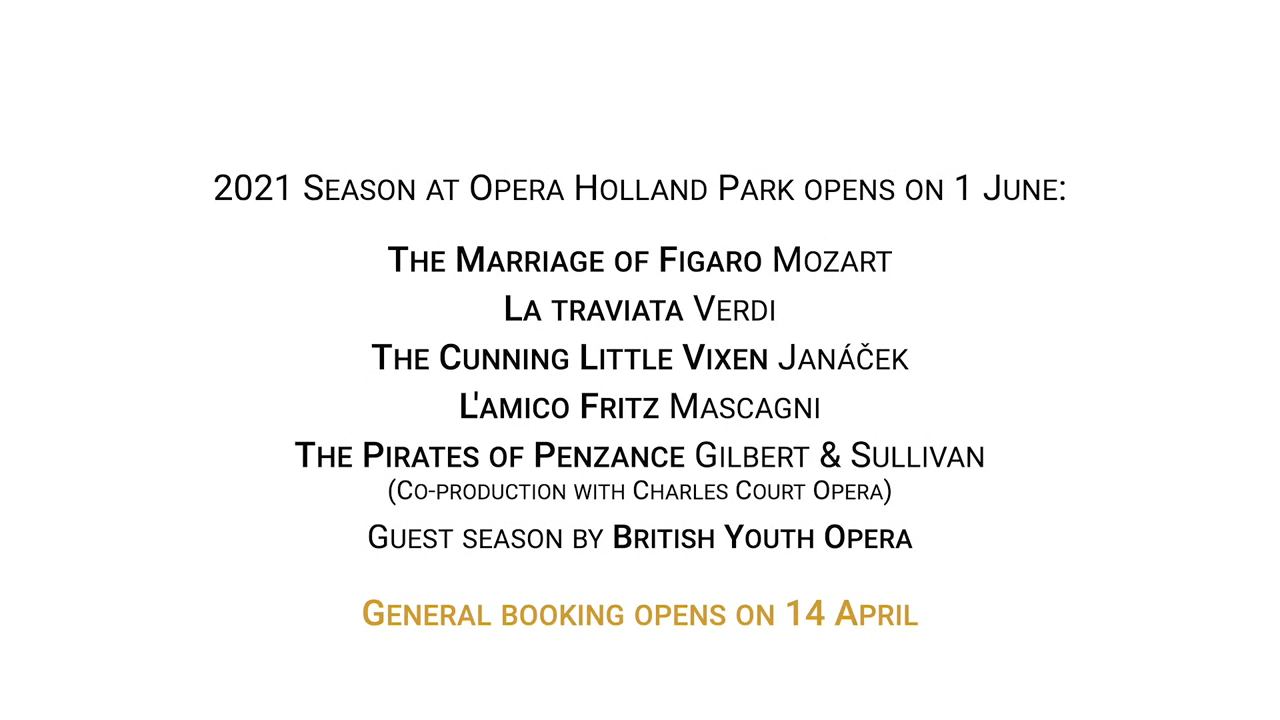 2021 Season at Opera Holland Park opens on 1 June:
The Marriage of Figaro Mozart
La traviata Verdi
The Cunning Little Vixen Janáček
L'amico Fritz Mascagni
The Pirates of Penzance Gilbert & Sullivan
(Co-production with Charles Court Opera)
Guest season by British Youth Opera
General booking opens on 14 April